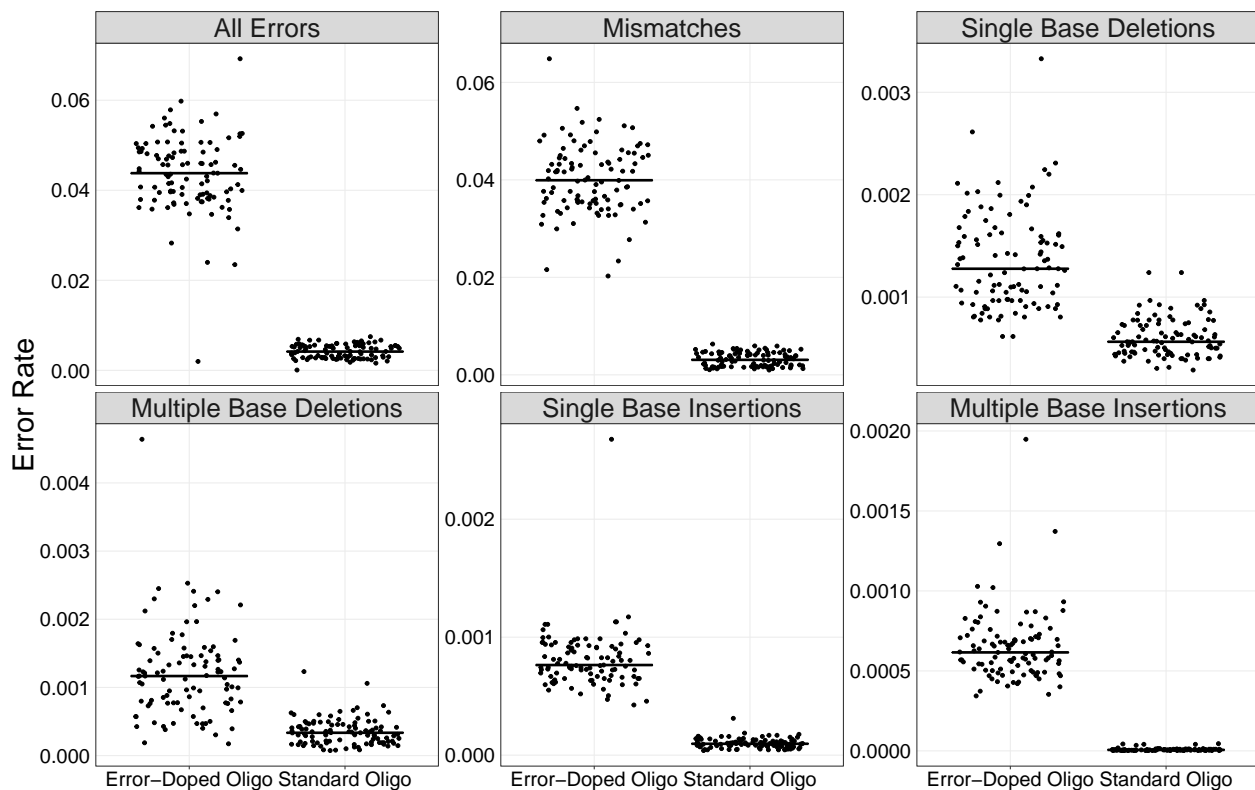 All Errors Mismatches Single Base Deletions
0.06 0.06 0.003
0.04 0.04 0.002
0.02 0.02 0.001
0.00 0.00
Error Rate
Multiple Base Deletions Single Base Insertions Multiple Base Insertions
0.004 0.002 0.0020
0.003 0.001 0.0015
0.002 0.000 0.0010
0.001 0.0005
0.000 0.0000
Error−Doped Oligo Standard Oligo Error−Doped Oligo Standard Oligo Error−Doped Oligo Standard Oligo